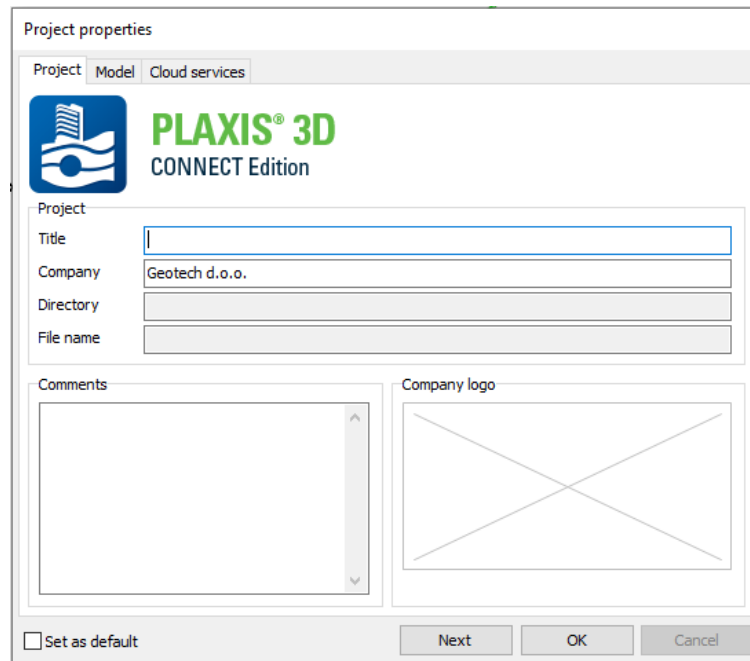 Project properties
Project Model Cloud services
PLAXIS® 3D
CONNECT Edition
Project
Title
Company Geotech d.o.o.
Directory
File name
Comments Company logo
Set as default Next OK Cancel